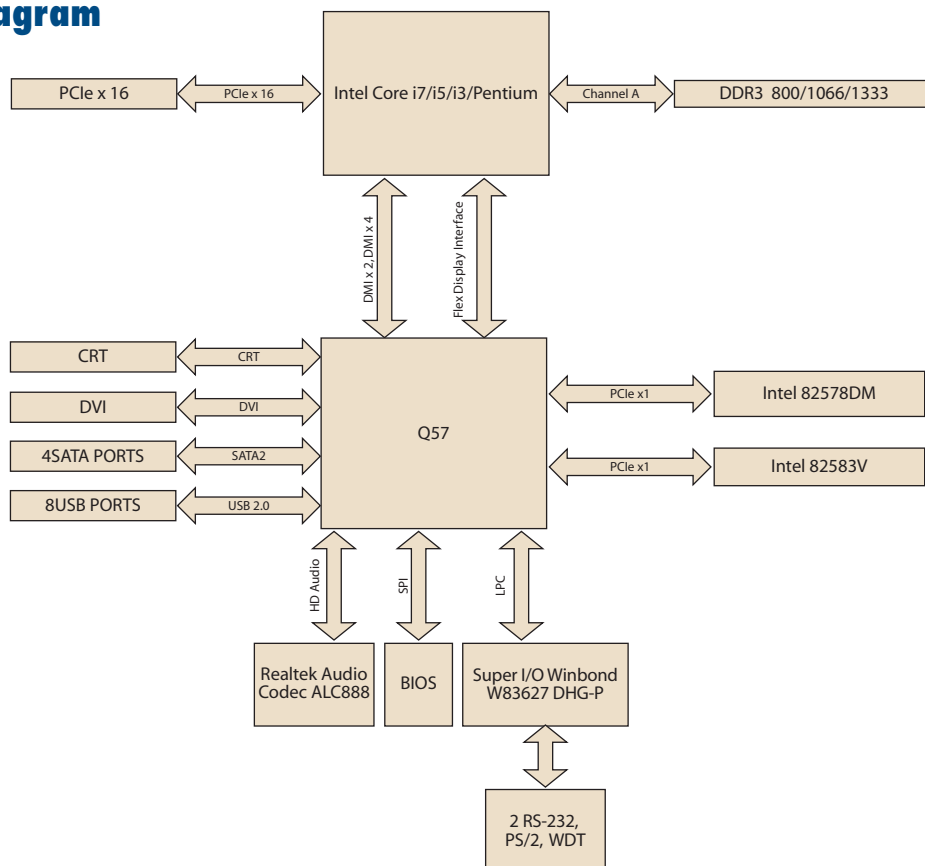 agram
PCIe x 16
PCIe x 16
Intel Core i7/i5/i3/Pentium
Channel A
DDR3 800/1066/1333
DMI x 2,DMI x 4
Flex Display Interface
CRT
CRT
DVI
DVI
4SATA PORTS
SATA2
8USB PORTS
USB 2.0
Q57
PCIe x1
Intel 82578DM
PCIe x1
Intel 82583V
HD Audio
SPI
LPC
Realtek Audio
Codec ALC888
BIOS
Super I/O Winbond
W83627 DHG-P
2 RS-232,
PS/2, WDT